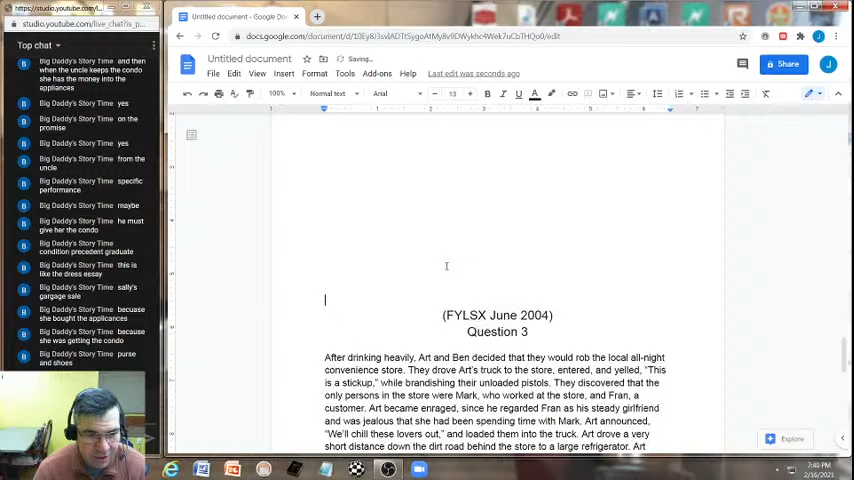 https://studio.youtube.com/l...
studio.youtube.com/live_chat?is_p...
Top chat
Big Daddy's Story Time and then
when the uncle keeps the condo
she has the money into the
appliances
Big Daddy's Story Time yes
Big Daddy's Story Time on the
promise
Big Daddy's Story Time yes
Big Daddy's Story Time from the
uncle
Big Daddy's Story Time specific
performance
Big Daddy's Story Time maybe
Big Daddy's Story Time he must
give her the condo
Big Daddy's Story Time
condition precedent graduate
Big Daddy's Story Time this is
like the dress essay
Big Daddy's Story Time sally's
gargage sale
Big Daddy's Story Time becuase
she bought the applicances
Big Daddy's Story Time because
she was getting the condo
Big Daddy's Story Time purse
and shoes
Untitled document - Google Doc
docs.google.com/document/d/10Ey8J3svlADTtSygoAtMy8v9DWykhc4Wek7uCbTHQo0/edit
Untitled document
Saving...
File Edit View Insert Format Tools Add-ons Help Last edit was seconds ago
Share
J
100% Normal text Arial 13 B I U A
(FYLSX June 2004)
Question 3
After drinking heavily, Art and Ben decided that they would rob the local all-night
convenience store. They drove Art's truck to the store, entered, and yelled, “This
is a stickup,” while brandishing their unloaded pistols. They discovered that the
only persons in the store were Mark, who worked at the store, and Fran, a
customer. Art became enraged, since he regarded Fran as his steady girlfriend
and was jealous that she had been spending time with Mark. Art announced,
“We'll chill these lovers out,” and loaded them into the truck. Art drove a very
short distance down the dirt road behind the store to a large refrigerator. Art
Explore
7:40 PM
2/16/2021